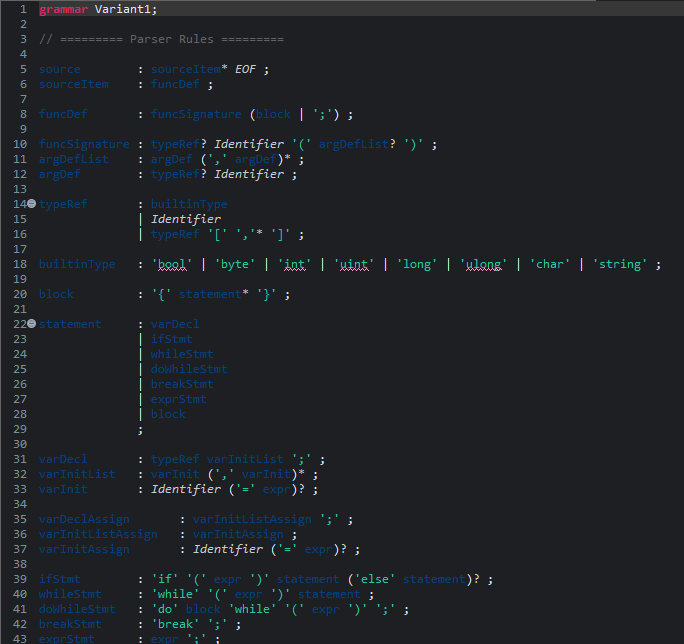 1 grammar Variant1;
2
3 // ========= Parser Rules =========
4
5 source : sourceItem* EOF ;
6 sourceItem : funcDef ;
7
8 funcDef : funcSignature (block | ';') ;
9
10 funcSignature : typeRef? Identifier '(' argDefList? ')' ;
11 argDefList : argDef (',' argDef)* ;
12 argDef : typeRef? Identifier ;
13
14 typeRef : builtinType
15 | Identifier
16 | typeRef '[' ','* ']' ;
17
18 builtinType : 'bool' | 'byte' | 'int' | 'uint' | 'long' | 'ulong' | 'char' | 'string' ;
19
20 block : '{' statement* '}' ;
21
22 statement : varDecl
23 | ifStmt
24 | whileStmt
25 | doWhileStmt
26 | breakStmt
27 | exprStmt
28 | block
29 ;
30
31 varDecl : typeRef varInitList ';' ;
32 varInitList : varInit (',' varInit)* ;
33 varInit : Identifier ('=' expr)? ;
34
35 varDeclAssign : varInitListAssign ';' ;
36 varInitListAssign : varInitAssign ;
37 varInitAssign : Identifier ('=' expr)? ;
38
39 ifStmt : 'if' '(' expr ')' statement ('else' statement)? ;
40 whileStmt : 'while' '(' expr ')' statement ;
41 doWhileStmt : 'do' block 'while' '(' expr ')' ';' ;
42 breakStmt : 'break' ';' ;
43 exprStmt : expr ';' ;